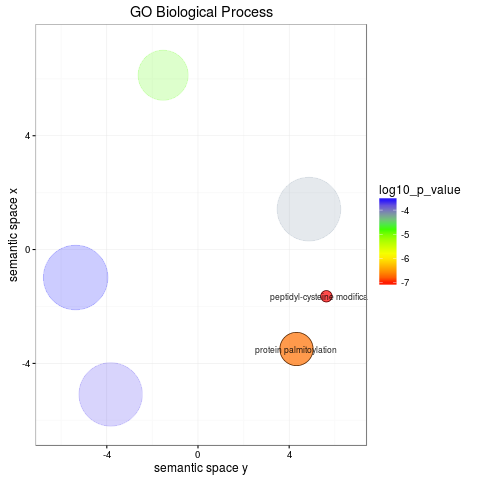 GO Biological Process
semantic space x
4
0
-4
peptidyl-cysteine modifica
protein palmitoylation
-4
0
4
semantic space y
log10_p_value
-4
-5
-6
-7